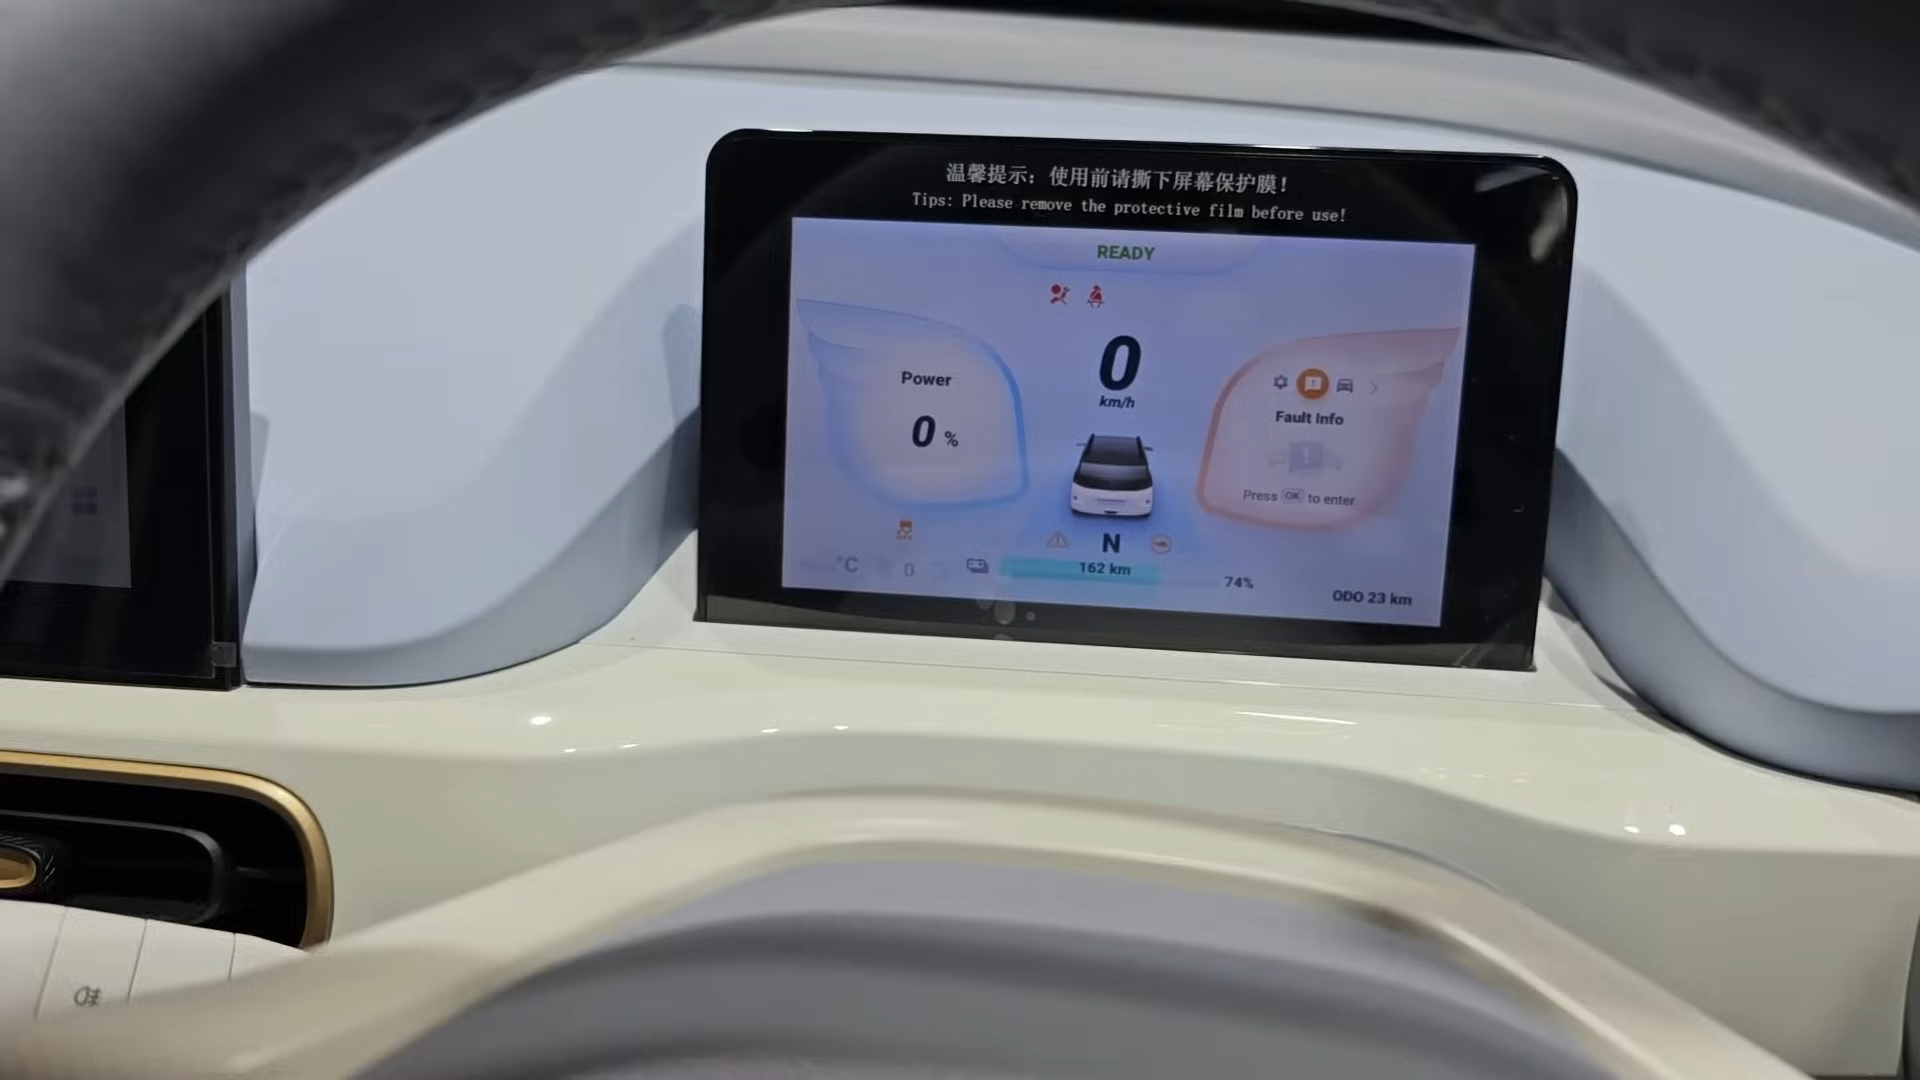 温馨提示：使用前请撕下屏幕保护膜！
Tips: Please remove the protective film before use!
READY
0
km/h
Power
0 %
Fault Info
Press OK to enter
N
°C
0
162 km
74%
ODO 23 km